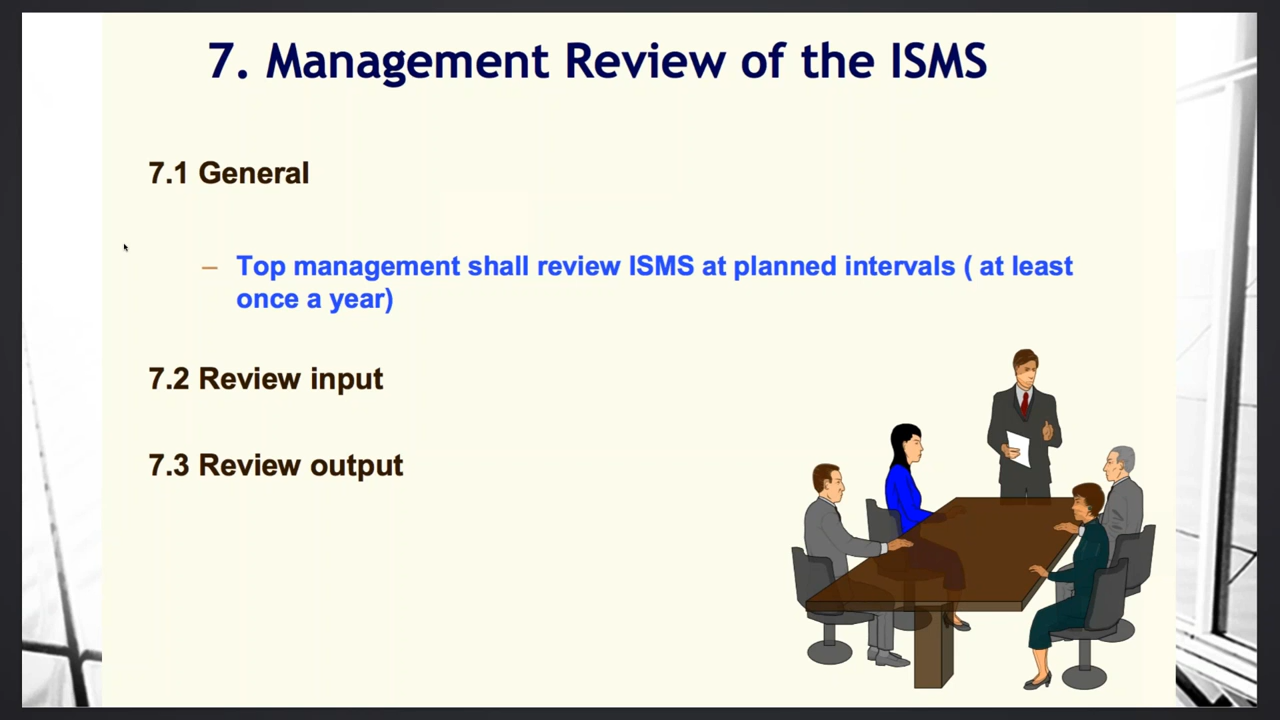 7. Management Review of the ISMS
7.1 General
– Top management shall review ISMS at planned intervals ( at least
once a year)
7.2 Review input
7.3 Review output